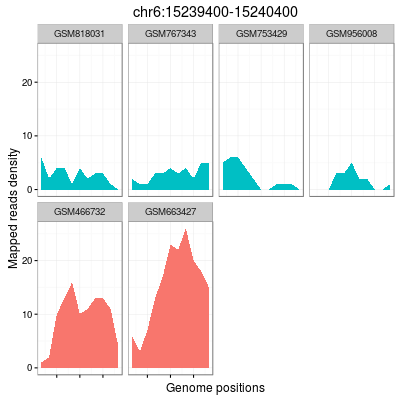 chr6:15239400-15240400
GSM818031 GSM767343 GSM753429 GSM956008
20
10
0
GSM466732 GSM663427
20
10
0
Mapped reads density
Genome positions